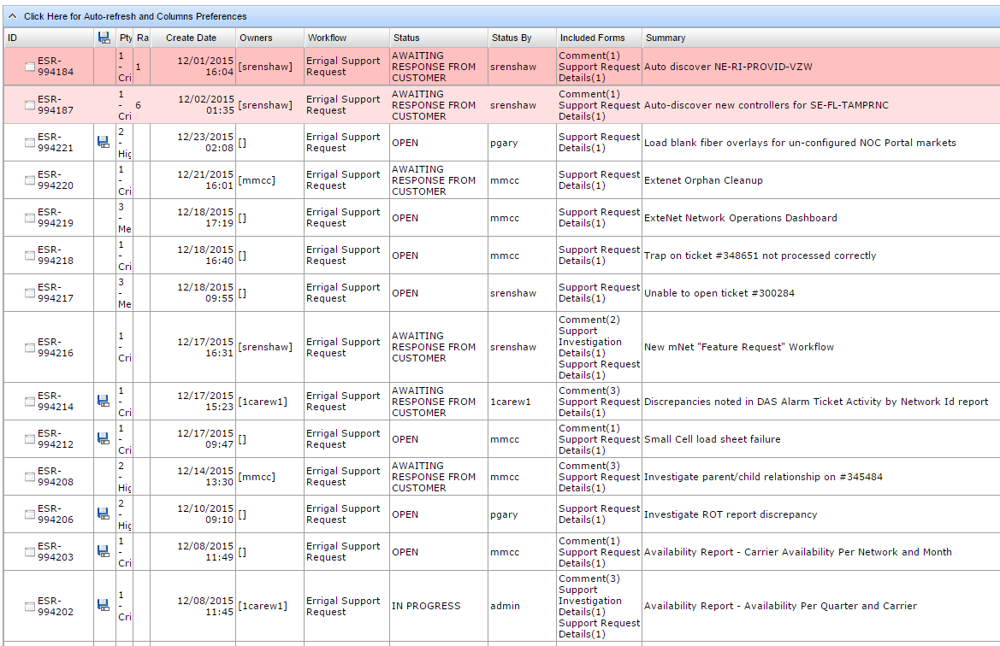 Click Here for Auto-refresh and Columns Preferences
ID Pty Ra Create Date Owners Workflow Status Status By Included Forms Summary
ESR-994184 1 - Cri 1 12/01/2015 16:04 [srenshaw] Errigal Support Request AWAITING RESPONSE FROM CUSTOMER srenshaw Comment(1) Support Request Details(1) Auto discover NE-RI-PROVID-VZW
ESR-994187 1 - Cri 6 12/02/2015 01:35 [srenshaw] Errigal Support Request AWAITING RESPONSE FROM CUSTOMER srenshaw Comment(1) Support Request Details(1) Auto-discover new controllers for SE-FL-TAMPRNC
ESR-994221 2 - Hig 12/23/2015 02:08 [] Errigal Support Request OPEN pgary Support Request Details(1) Load blank fiber overlays for un-configured NOC Portal markets
ESR-994220 1 - Cri 12/21/2015 16:01 [mmcc] Errigal Support Request AWAITING RESPONSE FROM CUSTOMER mmcc Support Request Details(1) Extenet Orphan Cleanup
ESR-994219 3 - Me 12/18/2015 17:19 [] Errigal Support Request OPEN mmcc Support Request Details(1) ExteNet Network Operations Dashboard
ESR-994218 1 - Cri 12/18/2015 16:40 [] Errigal Support Request OPEN mmcc Support Request Details(1) Trap on ticket #348651 not processed correctly
ESR-994217 3 - Me 12/18/2015 09:55 [] Errigal Support Request OPEN srenshaw Support Request Details(1) Unable to open ticket #300284
ESR-994216 1 - Cri 12/17/2015 16:31 [srenshaw] Errigal Support Request AWAITING RESPONSE FROM CUSTOMER srenshaw Comment(2) Support Investigation Details(1) Support Request Details(1) New mNet "Feature Request" Workflow
ESR-994214 1 - Cri 12/17/2015 15:23 [1carew1] Errigal Support Request AWAITING RESPONSE FROM CUSTOMER 1carew1 Comment(3) Support Request Details(1) Discrepancies noted in DAS Alarm Ticket Activity by Network Id report
ESR-994212 1 - Cri 12/17/2015 09:47 [] Errigal Support Request OPEN mmcc Comment(1) Support Request Details(1) Small Cell load sheet failure
ESR-994208 2 - Hig 12/14/2015 13:30 [mmcc] Errigal Support Request AWAITING RESPONSE FROM CUSTOMER mmcc Comment(3) Support Request Details(1) Investigate parent/child relationship on #345484
ESR-994206 2 - Hig 12/10/2015 09:10 [] Errigal Support Request OPEN pgary Support Request Details(1) Investigate ROT report discrepancy
ESR-994203 1 - Cri 12/08/2015 11:49 [] Errigal Support Request OPEN mmcc Comment(1) Support Request Details(1) Availability Report - Carrier Availability Per Network and Month
ESR-994202 1 - Cri 12/08/2015 11:45 [1carew1] Errigal Support Request IN PROGRESS admin Comment(3) Support Investigation Details(1) Support Request Details(1) Availability Report - Availability Per Quarter and Carrier